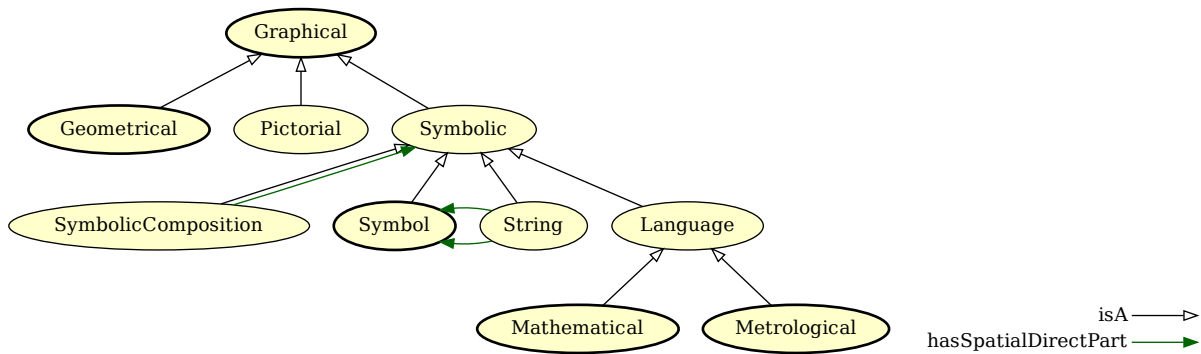 Graphical
Geometrical
Pictorial
Symbolic
SymbolicComposition
Symbol
String
Language
Mathematical
Metrological
isA
hasSpatialDirectPart